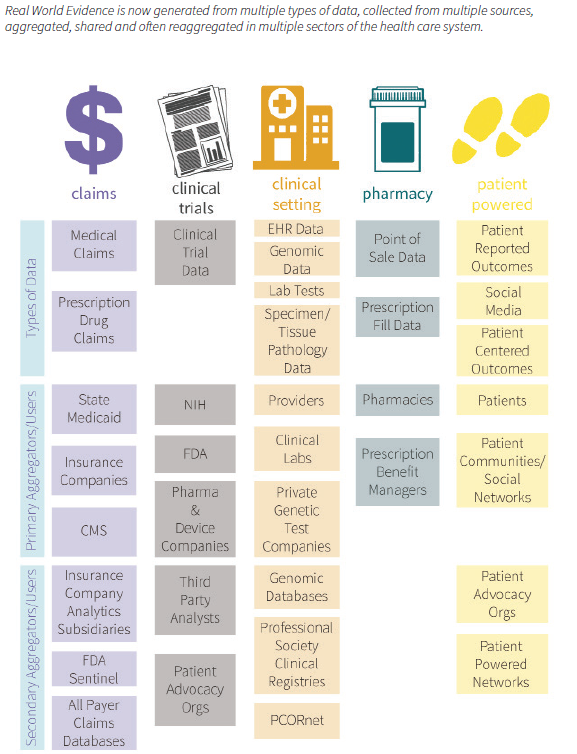 Real World Evidence is now generated from multiple types of data, collected from multiple sources,
aggregated, shared and often reaggregated in multiple sectors of the health care system.
$
claims
clinical
trials
clinical
setting
pharmacy
patient
powered
Types of Data
Medical
Claims
Prescription
Drug
Claims
Clinical
Trial
Data
EHR Data
Genomic
Data
Lab Tests
Specimen/
Tissue
Pathology
Data
Point of
Sale Data
Prescription
Fill Data
Patient
Reported
Outcomes
Social
Media
Patient
Centered
Outcomes
Primary Aggregators/Users
State
Medicaid
Insurance
Companies
CMS
NIH
FDA
Pharma
&
Device
Companies
Providers
Clinical
Labs
Private
Genetic
Test
Companies
Pharmacies
Prescription
Benefit
Managers
Patients
Patient
Communities/
Social
Networks
Secondary Aggregators/Users
Insurance
Company
Analytics
Subsidiaries
FDA
Sentinel
All Payer
Claims
Databases
Third
Party
Analysts
Patient
Advocacy
Orgs
Genomic
Databases
Professional
Society
Clinical
Registries
PCORnet
Patient
Advocacy
Orgs
Patient
Powered
Networks